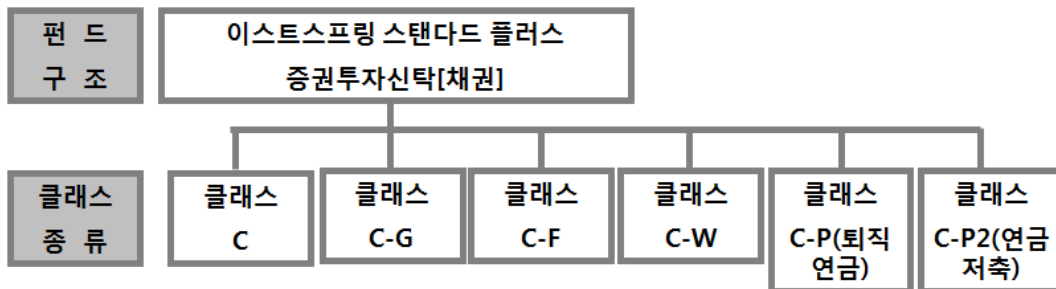 펀 드
구 조
이스트스프링 스탠다드 플러스
증권투자신탁[채권]
클래스
종 류
클래스
C
클래스
C-G
클래스
C-F
클래스
C-W
클래스
C-P(퇴직
연금)
클래스
C-P2(연금
저축)